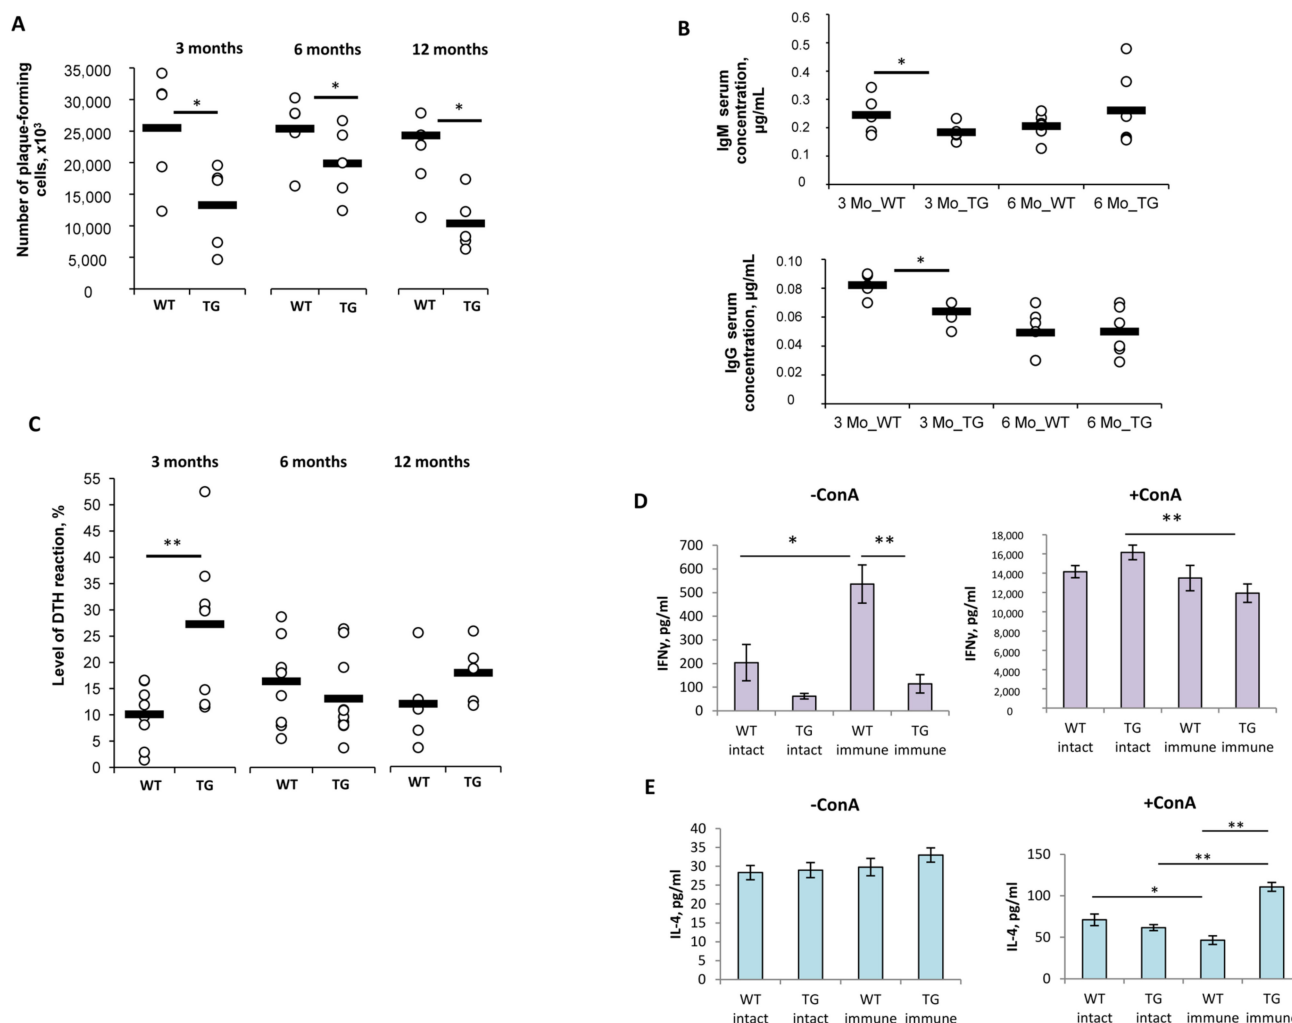 A
3 months
6 months
12 months
Number of plaque-forming
cells, x10³
35,000
30,000
25,000
20,000
15,000
10,000
5,000
0
*
*
*
WT
TG
WT
TG
WT
TG
B
IgM serum
concentration,
µg/mL
0.6
0.5
0.4
0.3
0.2
0.1
0
*
3 Mo_WT
3 Mo_TG
6 Mo_WT
6 Mo_TG
IgG serum
concentration, µg/mL
0.10
0.08
0.06
0.04
0.02
0
*
3 Mo_WT
3 Mo_TG
6 Mo_WT
6 Mo_TG
C
3 months
6 months
12 months
Level of DTH reaction, %
55
50
45
40
35
30
25
20
15
10
5
0
**
WT
TG
WT
TG
WT
TG
D
-ConA
IFNγ, pg/ml
700
600
500
400
300
200
100
0
*
**
WT
intact
TG
intact
WT
immune
TG
immune
+ConA
IFNγ, pg/ml
18,000
16,000
14,000
12,000
10,000
8,000
6,000
4,000
2,000
0
**
WT
intact
TG
intact
WT
immune
TG
immune
E
-ConA
IL-4, pg/ml
40
35
30
25
20
15
10
5
0
WT
intact
TG
intact
WT
immune
TG
immune
+ConA
IL-4, pg/ml
150
100
50
0
**
**
*
WT
intact
TG
intact
WT
immune
TG
immune